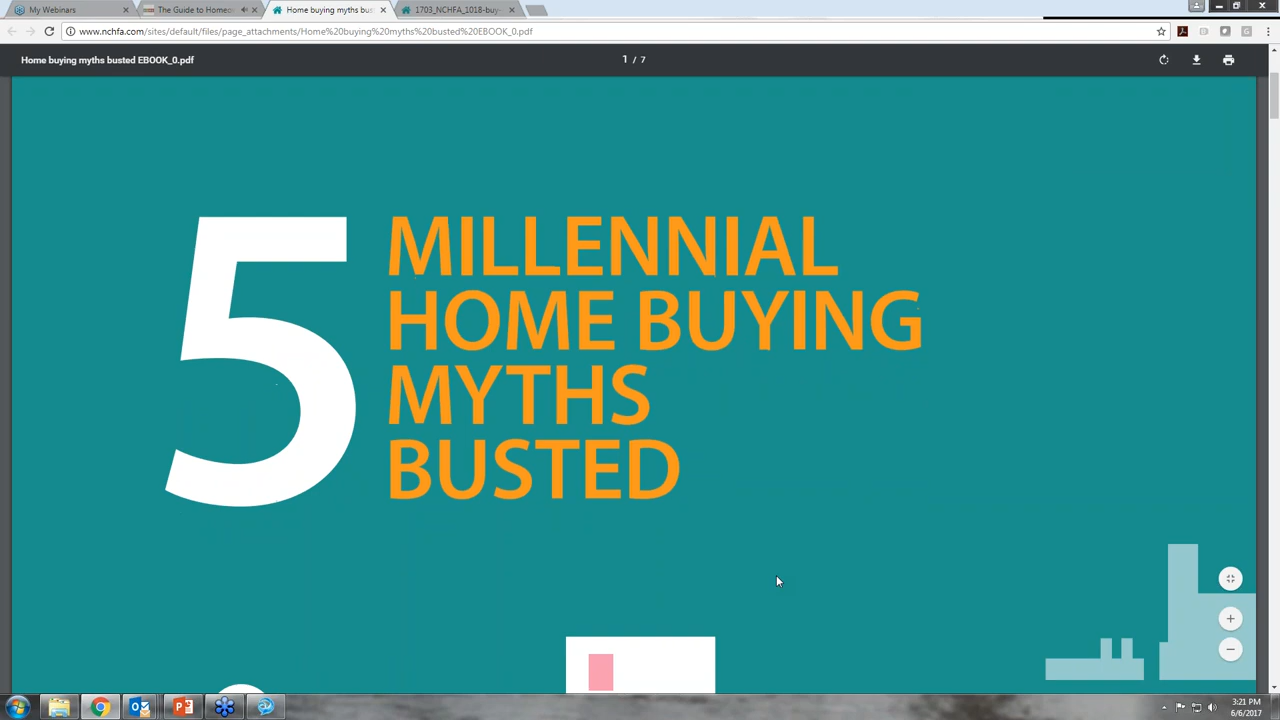 My Webinars
The Guide to Homeo
Home buying myths bus
1703_NCHFA_1018-buy-
www.nchfa.com/sites/default/files/page_attachments/Home%20buying%20myths%20busted%20EBOOK_0.pdf
Home buying myths busted EBOOK_0.pdf
1 / 7
5
MILLENNIAL
HOME BUYING
MYTHS
BUSTED
3:21 PM
6/6/2017